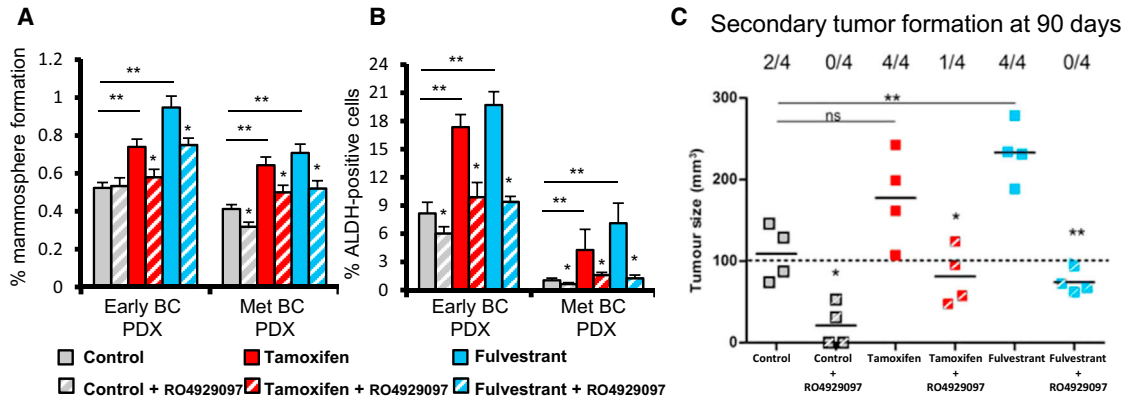 A
% mammosphere formation
1.2
1
0.8
0.6
0.4
0.2
0
**
**
*
*
**
**
*
*
*
Early BC
PDX
Met BC
PDX
B
% ALDH-positive cells
24
21
18
15
12
9
6
3
0
**
**
*
*
*
**
**
*
*
*
Early BC
PDX
Met BC
PDX
Control
Tamoxifen
Fulvestrant
Control + RO4929097
Tamoxifen + RO4929097
Fulvestrant + RO4929097
C
Secondary tumor formation at 90 days
2/4 0/4 4/4 1/4 4/4 0/4
Tumour size (mm³)
300
200
100
0
**
ns
*
*
**
Control
Control + RO4929097
Tamoxifen
Tamoxifen + RO4929097
Fulvestrant
Fulvestrant + RO4929097